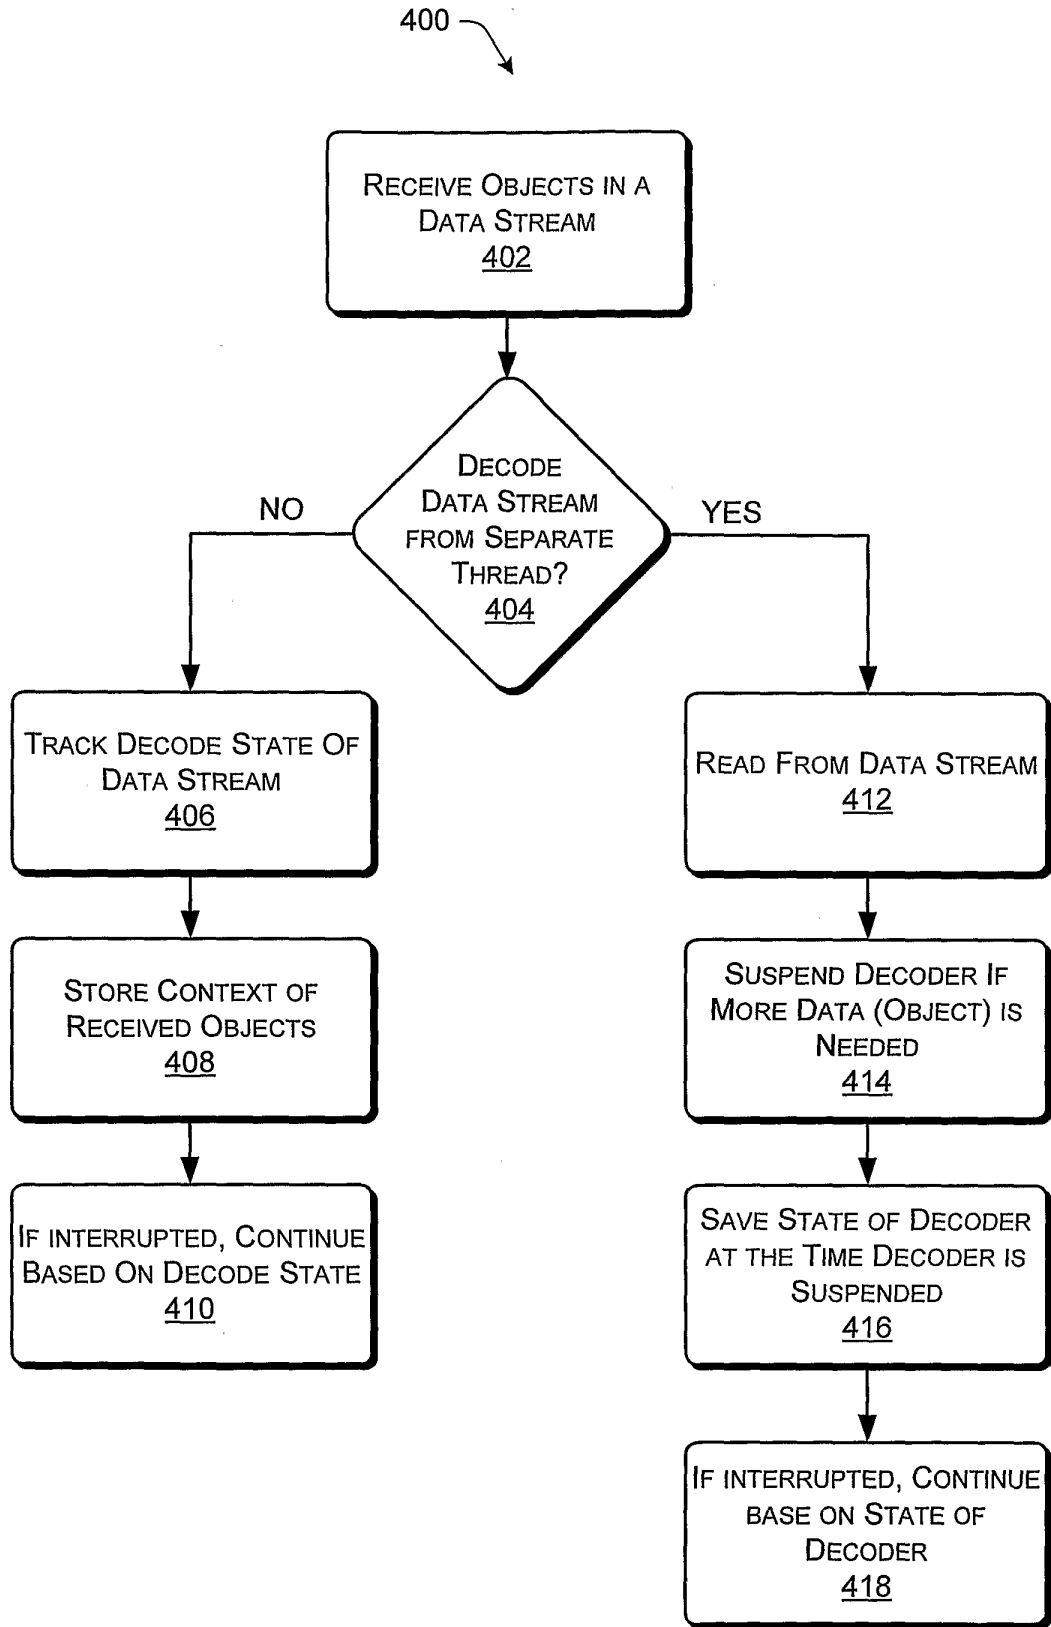 400
RECEIVE OBJECTS IN A
DATA STREAM
402
DECODE
DATA STREAM
FROM SEPARATE
THREAD?
404
NO
YES
TRACK DECODE STATE OF
DATA STREAM
406
STORE CONTEXT OF
RECEIVED OBJECTS
408
IF INTERRUPTED, CONTINUE
BASED ON DECODE STATE
410
READ FROM DATA STREAM
412
SUSPEND DECODER IF
MORE DATA (OBJECT) IS
NEEDED
414
SAVE STATE OF DECODER
AT THE TIME DECODER IS
SUSPENDED
416
IF INTERRUPTED, CONTINUE
BASE ON STATE OF
DECODER
418